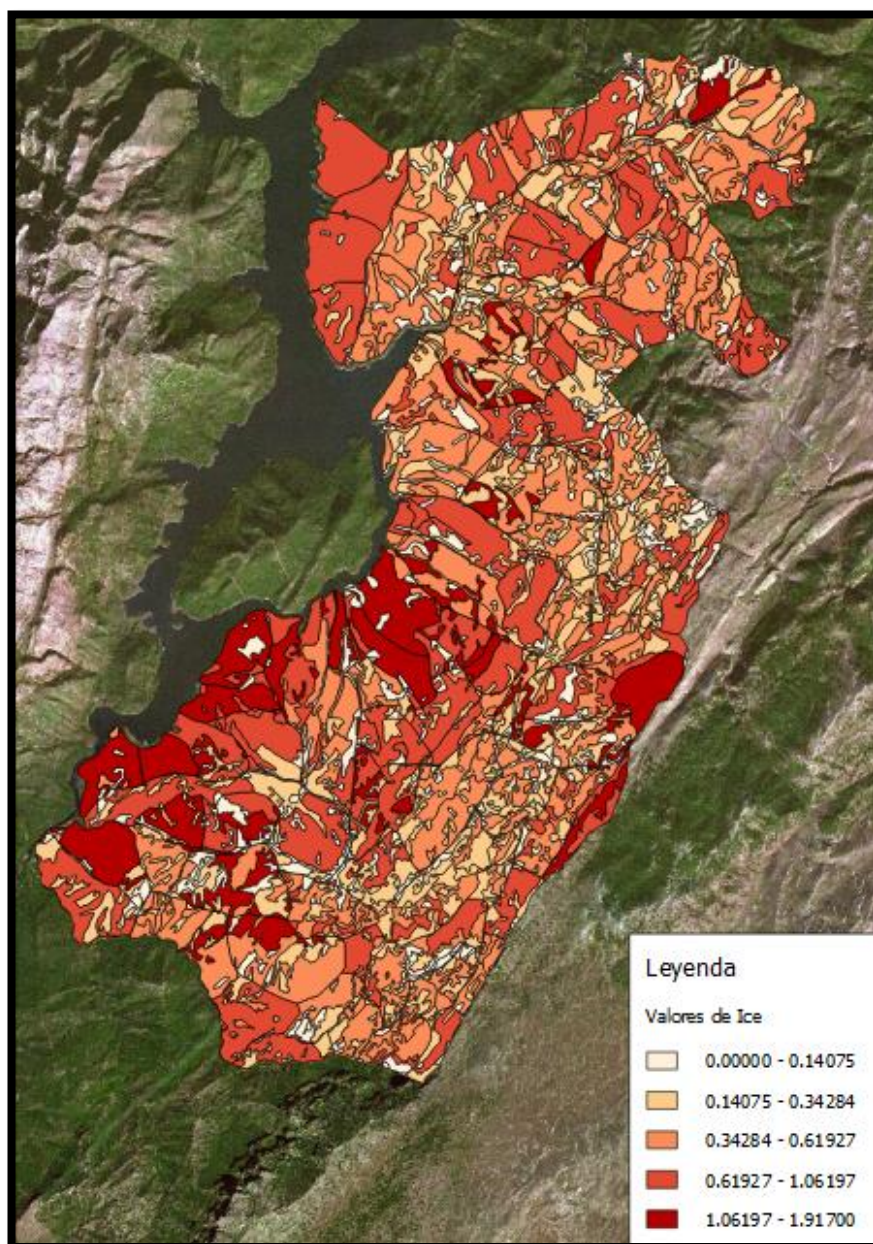 Leyenda
Valores de Ice
0.00000 - 0.14075
0.14075 - 0.34284
0.34284 - 0.61927
0.61927 - 1.06197
1.06197 - 1.91700